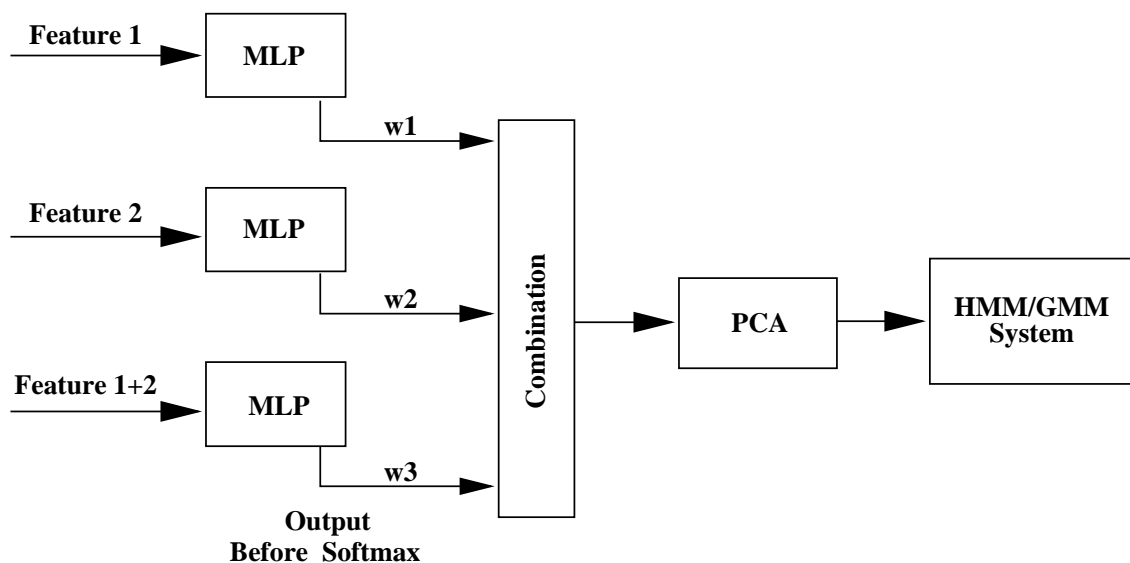 Feature 1
MLP
w1
Feature 2
MLP
w2
Feature 1+2
MLP
w3
Output
Before Softmax
Combination
PCA
HMM/GMM
System